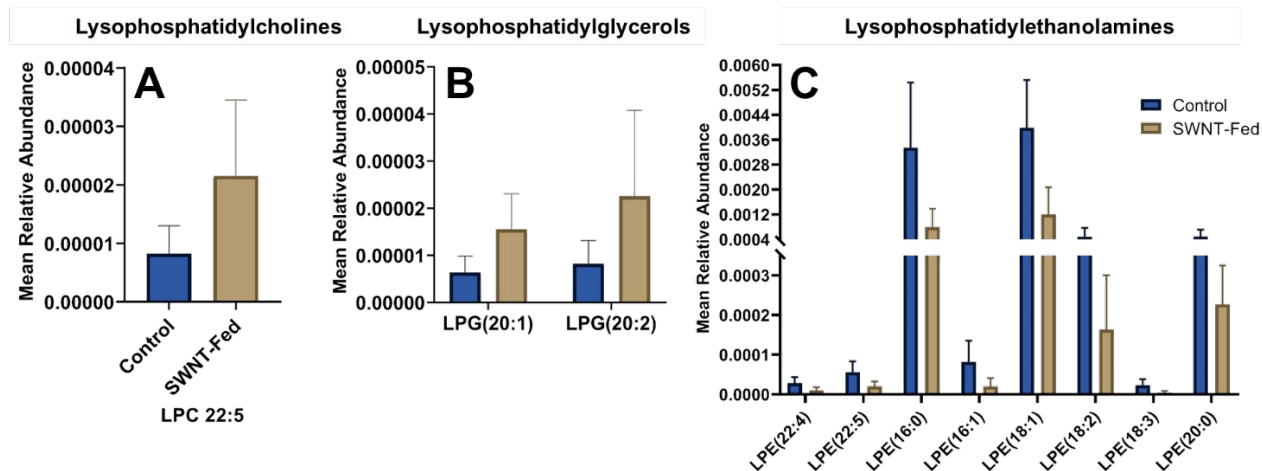 Lysophosphatidylcholines
Lysophosphatidylglycerols
Lysophosphatidylethanolamines
A
Mean Relative Abundance
0.00004
0.00003
0.00002
0.00001
0.00000
Control
SWNT-Fed
LPC 22:5
B
Mean Relative Abundance
0.00005
0.00004
0.00003
0.00002
0.00001
0.00000
LPG(20:1)
LPG(20:2)
C
Mean Relative Abundance
0.0060
0.0052
0.0044
0.0036
0.0028
0.0020
0.0012
0.0004
0.0003
0.0002
0.0001
0.0000
Control
SWNT-Fed
LPE(22:4)
LPE(22:5)
LPE(16:0)
LPE(16:1)
LPE(18:1)
LPE(18:2)
LPE(18:3)
LPE(20:0)